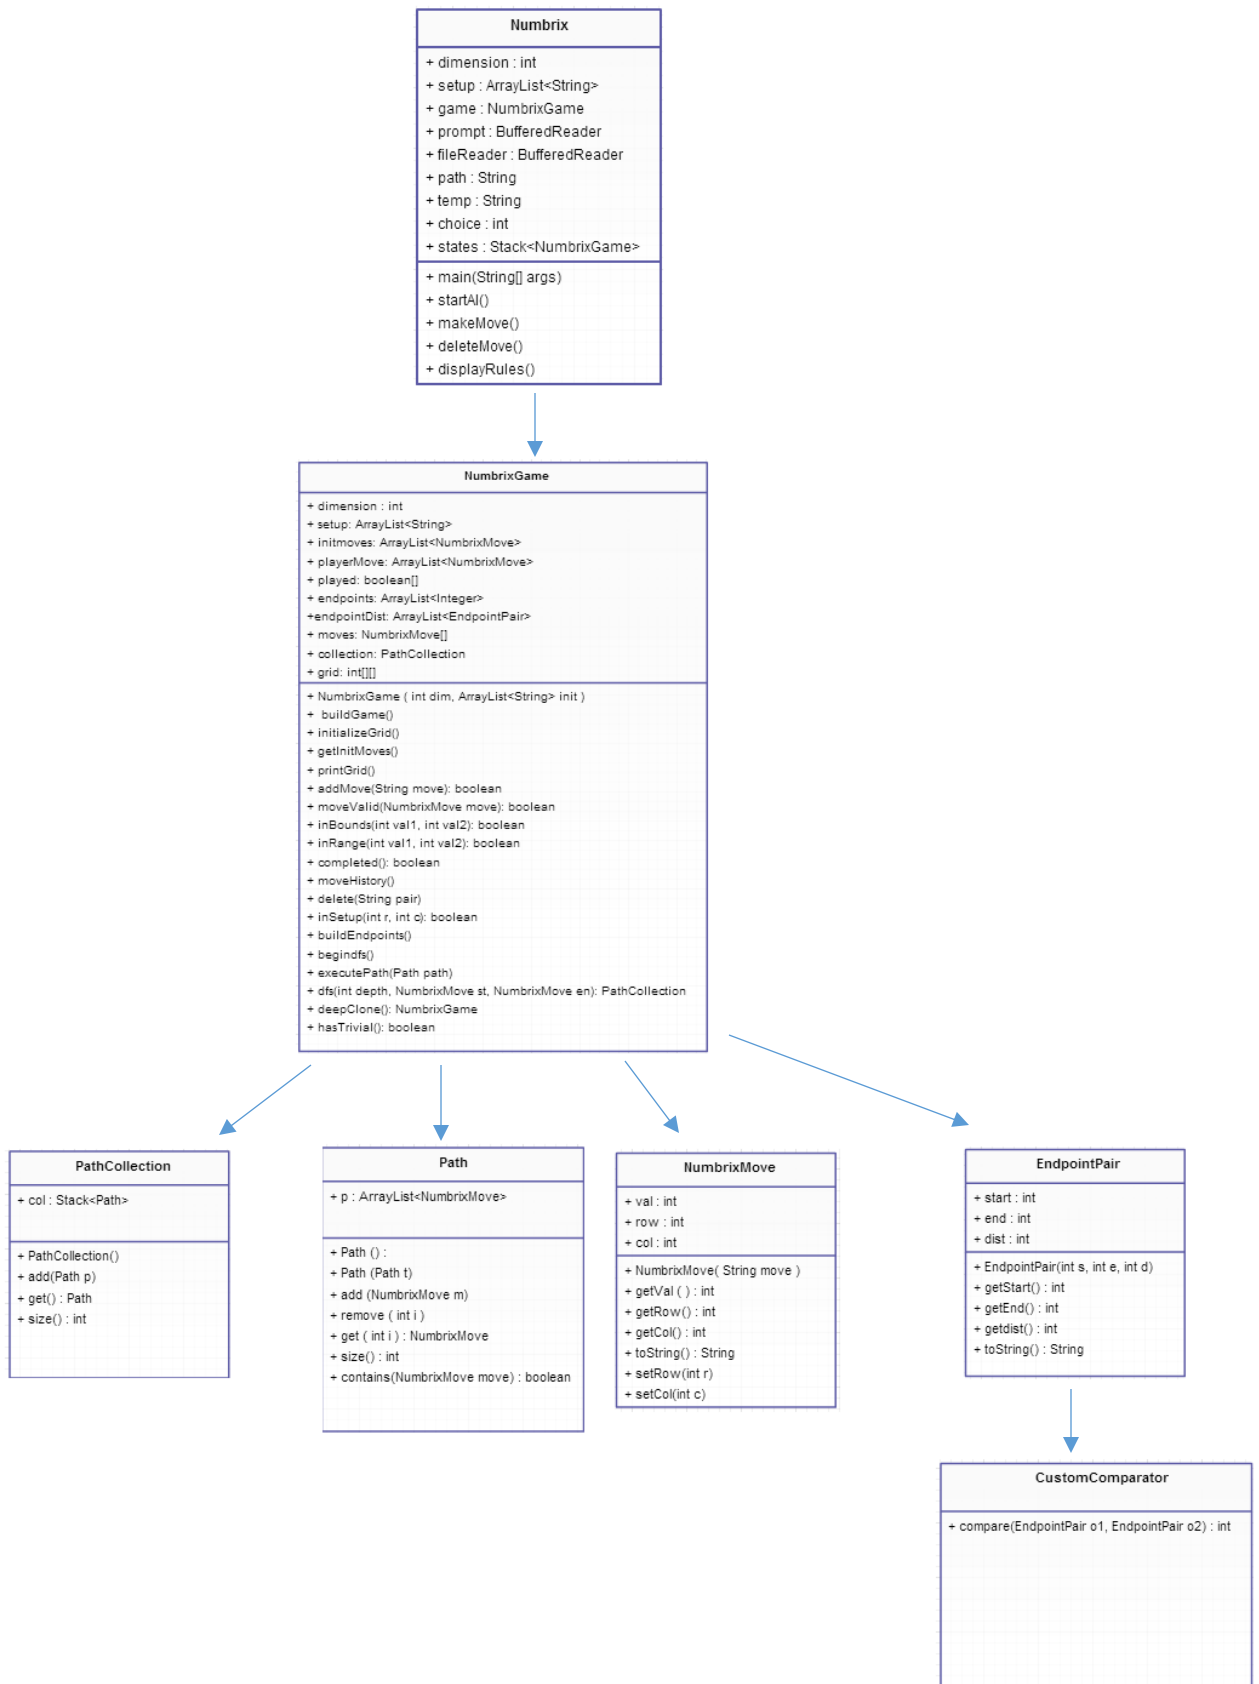 Numbrix
+ dimension : int
+ setup : ArrayList<String>
+ game : NumbrixGame
+ prompt : BufferedReader
+ fileReader : BufferedReader
+ path : String
+ temp : String
+ choice : int
+ states : Stack<NumbrixGame>
+ main(String[] args)
+ startAI()
+ makeMove()
+ deleteMove()
+ displayRules()
NumbrixGame
+ dimension : int
+ setup: ArrayList<String>
+ initmoves: ArrayList<NumbrixMove>
+ playerMove: ArrayList<NumbrixMove>
+ played: boolean[]
+ endpoints: ArrayList<Integer>
+endpointDist: ArrayList<EndpointPair>
+ moves: NumbrixMove[]
+ collection: PathCollection
+ grid: int[][]
+ NumbrixGame ( int dim, ArrayList<String> init )
+ buildGame()
+ initializeGrid()
+ getInitMoves()
+ printGrid()
+ addMove(String move): boolean
+ moveValid(NumbrixMove move): boolean
+ inBounds(int val1, int val2): boolean
+ inRange(int val1, int val2): boolean
+ completed(): boolean
+ moveHistory()
+ delete(String pair)
+ inSetup(int r, int c): boolean
+ buildEndpoints()
+ begindfs()
+ executePath(Path path)
+ dfs(int depth, NumbrixMove st, NumbrixMove en): PathCollection
+ deepClone(): NumbrixGame
+ hasTrivial(): boolean
PathCollection
+ col : Stack<Path>
+ PathCollection()
+ add(Path p)
+ get() : Path
+ size() : int
Path
+ p : ArrayList<NumbrixMove>
+ Path () :
+ Path (Path t)
+ add (NumbrixMove m)
+ remove ( int i )
+ get ( int i ) : NumbrixMove
+ size() : int
+ contains(NumbrixMove move) : boolean
NumbrixMove
+ val : int
+ row : int
+ col : int
+ NumbrixMove( String move )
+ getVal ( ) : int
+ getRow() : int
+ getCol() : int
+ toString() : String
+ setRow(int r)
+ setCol(int c)
EndpointPair
+ start : int
+ end : int
+ dist : int
+ EndpointPair(int s, int e, int d)
+ getStart() : int
+ getEnd() : int
+ getdist() : int
+ toString() : String
CustomComparator
+ compare(EndpointPair o1, EndpointPair o2) : int